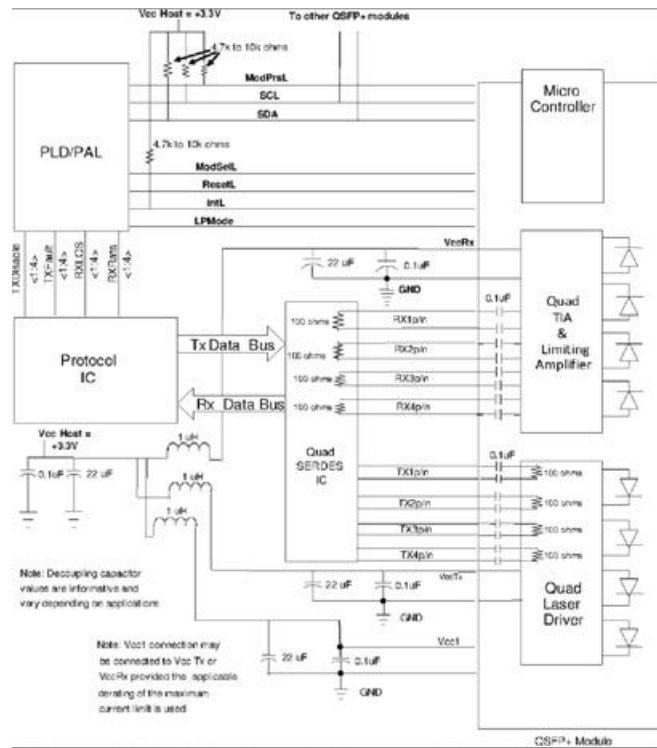 Vcc Host = +3.3V
To other QSFP+ modules
4.7k to 10k ohms
ModPrsL
SCL
SDA
Micro
Controller
PLD/PAL
4.7k to 10k ohms
ModSelL
ResetL
IntL
LPMode
TXDisable
<1:4>
TXFault
<1:4>
RXLOS
<1:4>
<1:4>
VccRx
22 uF
0.1uF
GND
0.1uF
Quad
TIA
&
Limiting
Amplifier
100 ohms
RX1p/n
100 ohms
RX2p/n
100 ohms
RX3p/n
100 ohms
RX4p/n
Protocol
IC
Tx Data Bus
Rx Data Bus
Vcc Host =
+3.3V
0.1uF
22 uF
1 uH
1 uH
1 uH
Quad
SERDES
IC
0.1uF
TX1p/n
100 ohms
TX2p/n
100 ohms
TX3p/n
100 ohms
TX4p/n
100 ohms
Quad
Laser
Driver
Note: Decoupling capacitor
values are informative and
vary depending on applications
VccTx
22 uF
0.1uF
GND
Note: Vcc1 connection may
be connected to Vcc Tx or
VccRx provided the applicable
derating of the maximum
current limit is used
Vcc1
22 uF
0.1uF
GND
QSFP+ Module